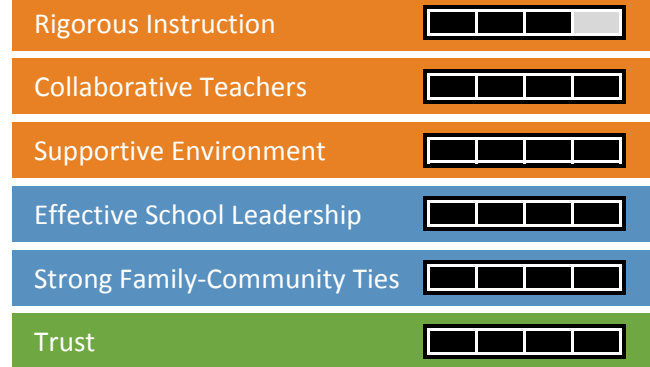 Rigorous Instruction
Collaborative Teachers
Supportive Environment
Effective School Leadership
Strong Family-Community Ties
Trust